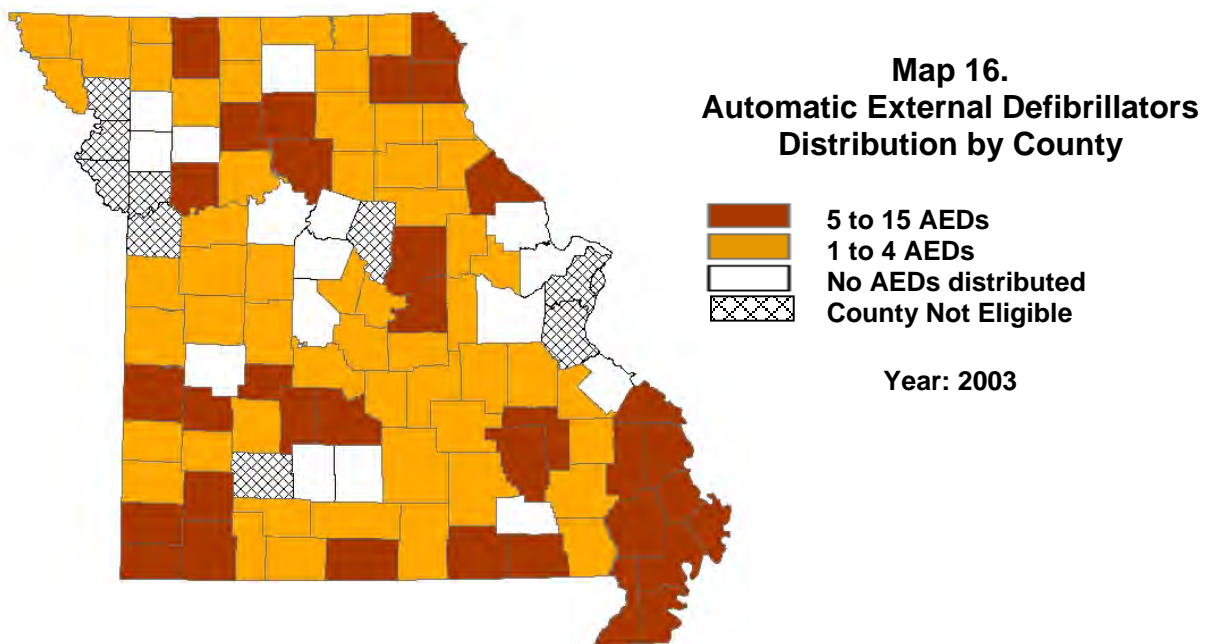 Map 16.
Automatic External Defibrillators
Distribution by County
5 to 15 AEDs
1 to 4 AEDs
No AEDs distributed
County Not Eligible
Year: 2003